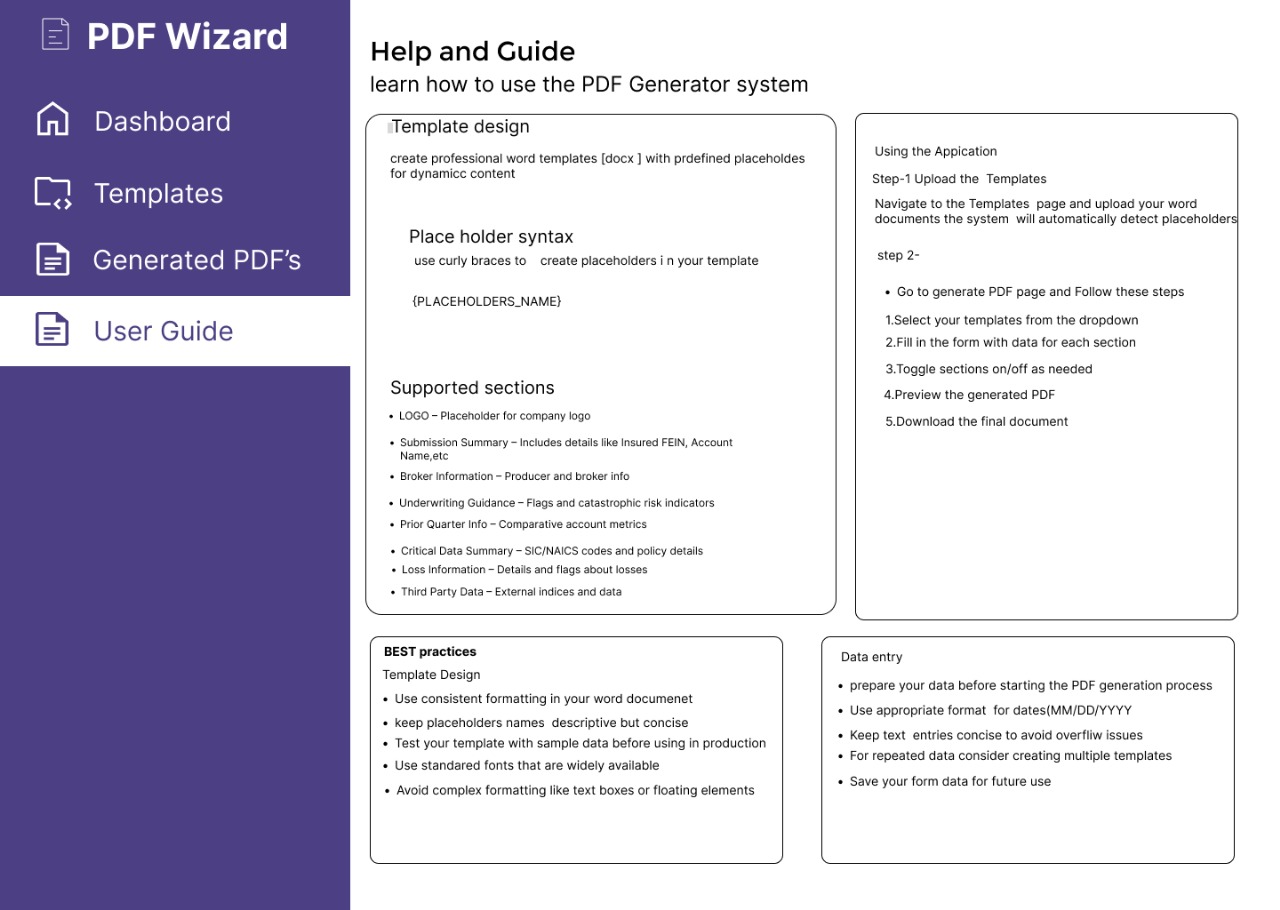 PDF Wizard
Dashboard
Templates
Generated PDF’s
User Guide
Help and Guide
learn how to use the PDF Generator system
Template design
create professional word templates [docx ] with prdefined placeholdes
for dynamicc content
Place holder syntax
use curly braces to create placeholders i n your template
{PLACEHOLDERS_NAME}
Supported sections
• LOGO – Placeholder for company logo
• Submission Summary – Includes details like Insured FEIN, Account
Name,etc
• Broker Information – Producer and broker info
• Underwriting Guidance – Flags and catastrophic risk indicators
• Prior Quarter Info – Comparative account metrics
• Critical Data Summary – SIC/NAICS codes and policy details
• Loss Information – Details and flags about losses
• Third Party Data – External indices and data
Using the Appication
Step-1 Upload the Templates
Navigate to the Templates page and upload your word
documents the system will automatically detect placeholders
step 2-
• Go to generate PDF page and Follow these steps
1.Select your templates from the dropdown
2.Fill in the form with data for each section
3.Toggle sections on/off as needed
4.Preview the generated PDF
5.Download the final document
BEST practices
Template Design
• Use consistent formatting in your word documenet
• keep placeholders names descriptive but concise
• Test your template with sample data before using in production
• Use standared fonts that are widely available
• Avoid complex formatting like text boxes or floating elements
Data entry
• prepare your data before starting the PDF generation process
• Use appropriate format for dates(MM/DD/YYYY
• Keep text entries concise to avoid overfliw issues
• For repeated data consider creating multiple templates
• Save your form data for future use